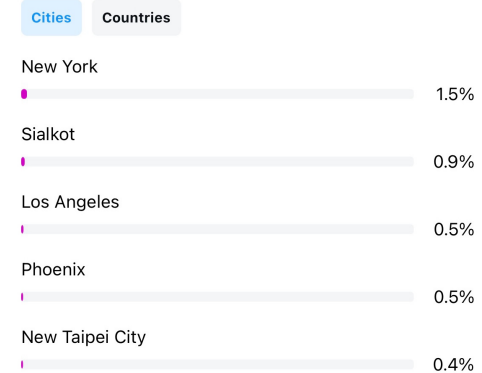 Cities Countries
New York
1.5%
Sialkot
0.9%
Los Angeles
0.5%
Phoenix
0.5%
New Taipei City
0.4%